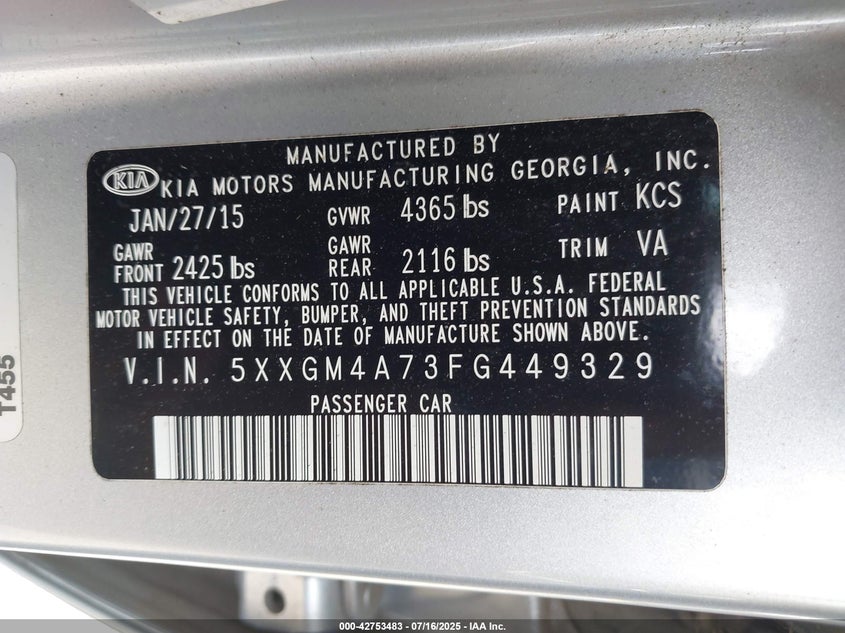 MANUFACTURED BY
KIA KIA MOTORS MANUFACTURING GEORGIA, INC.
JAN/27/15 GVWR 4365 lbs PAINT KCS
GAWR FRONT 2425 lbs GAWR REAR 2116 lbs TRIM VA
THIS VEHICLE CONFORMS TO ALL APPLICABLE U.S.A. FEDERAL
MOTOR VEHICLE SAFETY, BUMPER, AND THEFT PREVENTION STANDARDS
IN EFFECT ON THE DATE OF MANUFACTURE SHOWN ABOVE.
V.I.N. 5XXGM4A73FG449329
PASSENGER CAR
T455
000-42753483 - 07/16/2025 - IAA Inc.